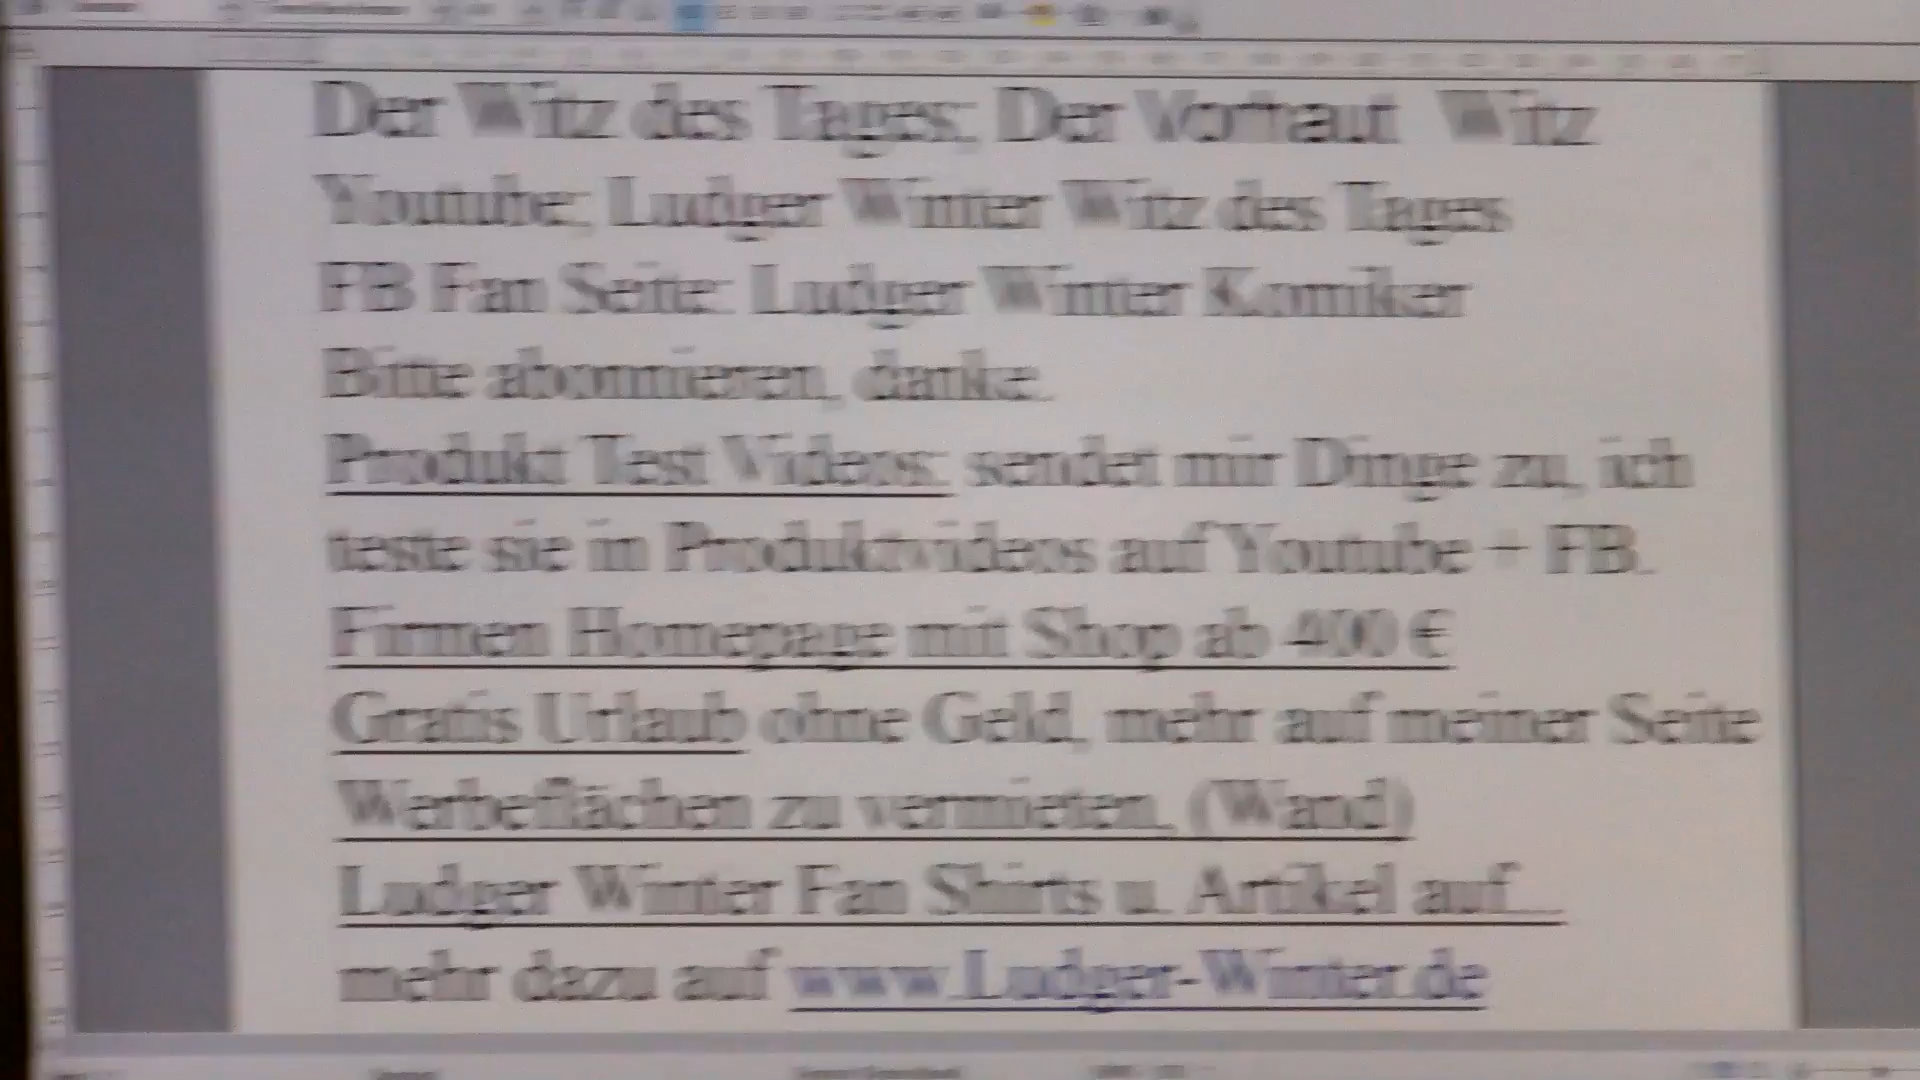 Der Witz des Tages: Der Vorhaut Witz
Youtube: Ludger Winter Witz des Tages
FB Fan Seite: Ludger Winter Komiker
Bitte abonnieren, danke.
Produkt Test Videos: sendet mir Dinge zu, ich
teste sie in Produktvideos auf Youtube + FB.
Firmen Homepage mit Shop ab 400 €
Gratis Urlaub ohne Geld, mehr auf meiner Seite
Werbeflächen zu vermieten. (Wand)
Ludger Winter Fan Shirts u. Artikel auf
mehr dazu auf www.Ludger-Winter.de